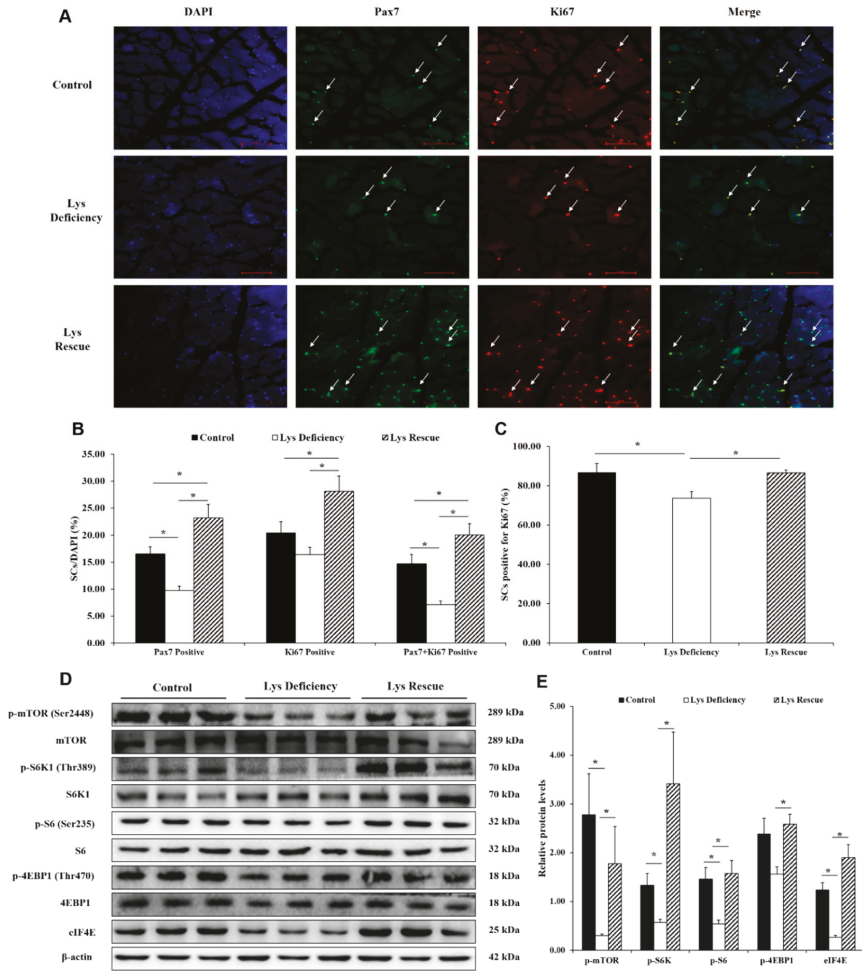 A
DAPI
Pax7
Ki67
Merge
Control
Lys
Deficiency
Lys
Rescue
B
Control
Lys Deficiency
Lys Rescue
SCs/DAPI (%)
35.00
30.00
25.00
20.00
15.00
10.00
5.00
0.00
*
*
*
*
*
*
*
*
Pax7 Positive
Ki67 Positive
Pax7+Ki67 Positive
C
SCs positive for Ki67 (%)
100.00
80.00
60.00
40.00
20.00
0.00
*
*
Control
Lys Deficiency
Lys Rescue
D
Control
Lys Deficiency
Lys Rescue
p-mTOR (Ser2448)
289 kDa
mTOR
289 kDa
p-S6K1 (Thr389)
70 kDa
S6K1
70 kDa
p-S6 (Ser235)
32 kDa
S6
32 kDa
p-4EBP1 (Thr470)
18 kDa
4EBP1
18 kDa
eIF4E
25 kDa
β-actin
42 kDa
E
Control
Lys Deficiency
Lys Rescue
Relative protein levels
5.00
4.00
3.00
2.00
1.00
0.00
*
*
*
*
*
*
*
*
*
p-mTOR
p-S6K
p-S6
p-4EBP1
eIF4E